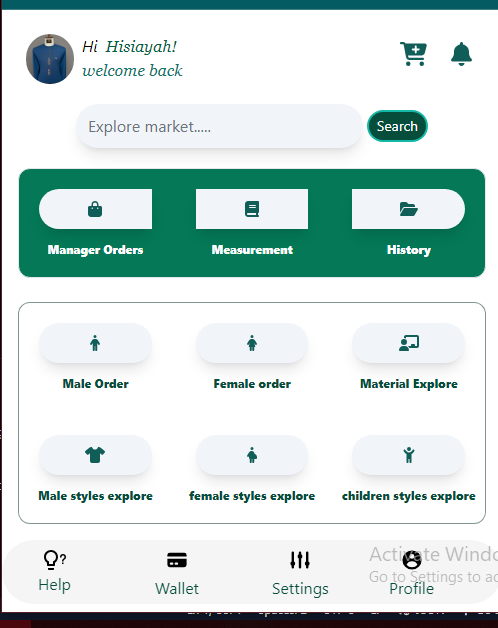 Hi Hisiayah!
welcome back
Explore market.....
Search
Manager Orders
Measurement
History
Male Order
Female order
Material Explore
Male styles explore
female styles explore
children styles explore
Activate Windo
Go to Settings to ac
Help
Wallet
Settings
Profile